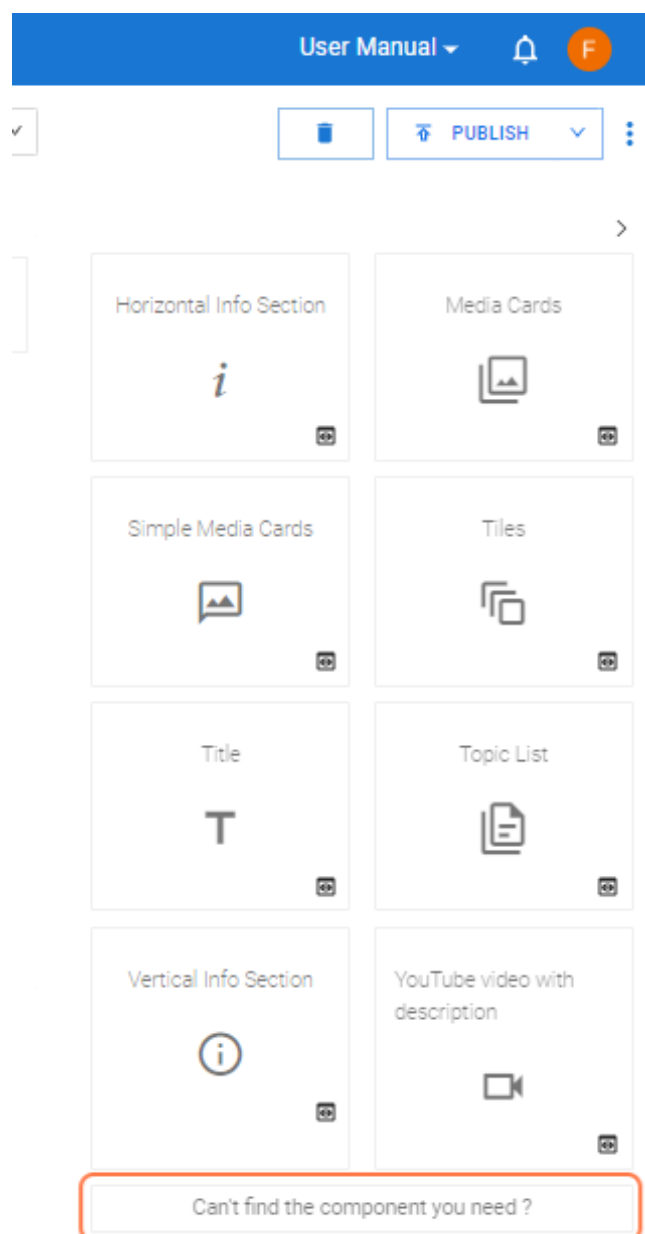 User Manual
F
PUBLISH
Horizontal Info Section
Media Cards
i
Simple Media Cards
Tiles
Title
Topic List
T
Vertical Info Section
YouTube video with
description
Can't find the component you need ?